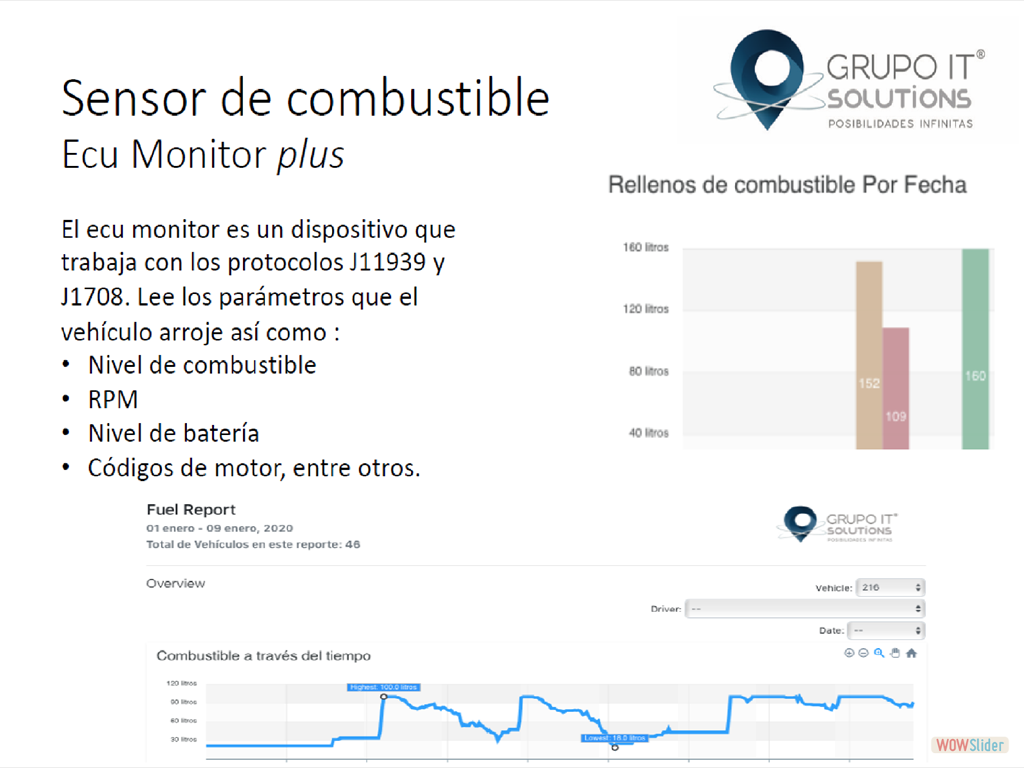 Sensor de combustible
Ecu Monitor plus
GRUPO IT®
SOLUTIONS
POSIBILIDADES INFINITAS
El ecu monitor es un dispositivo que
trabaja con los protocolos J11939 y
J1708. Lee los parámetros que el
vehículo arroje así como :
• Nivel de combustible
• RPM
• Nivel de batería
• Códigos de motor, entre otros.
Rellenos de combustible Por Fecha
160 litros
120 litros
80 litros
40 litros
152
109
160
Fuel Report
01 enero - 09 enero, 2020
Total de Vehículos en este reporte: 46
GRUPO IT®
SOLUTIONS
POSIBILIDADES INFINITAS
Overview
Vehicle: 216
Driver: --
Date: --
Combustible a través del tiempo
120 litros
90 litros
60 litros
30 litros
Highest: 100.0 litros
Lowest: 18.0 litros
WOWSlider